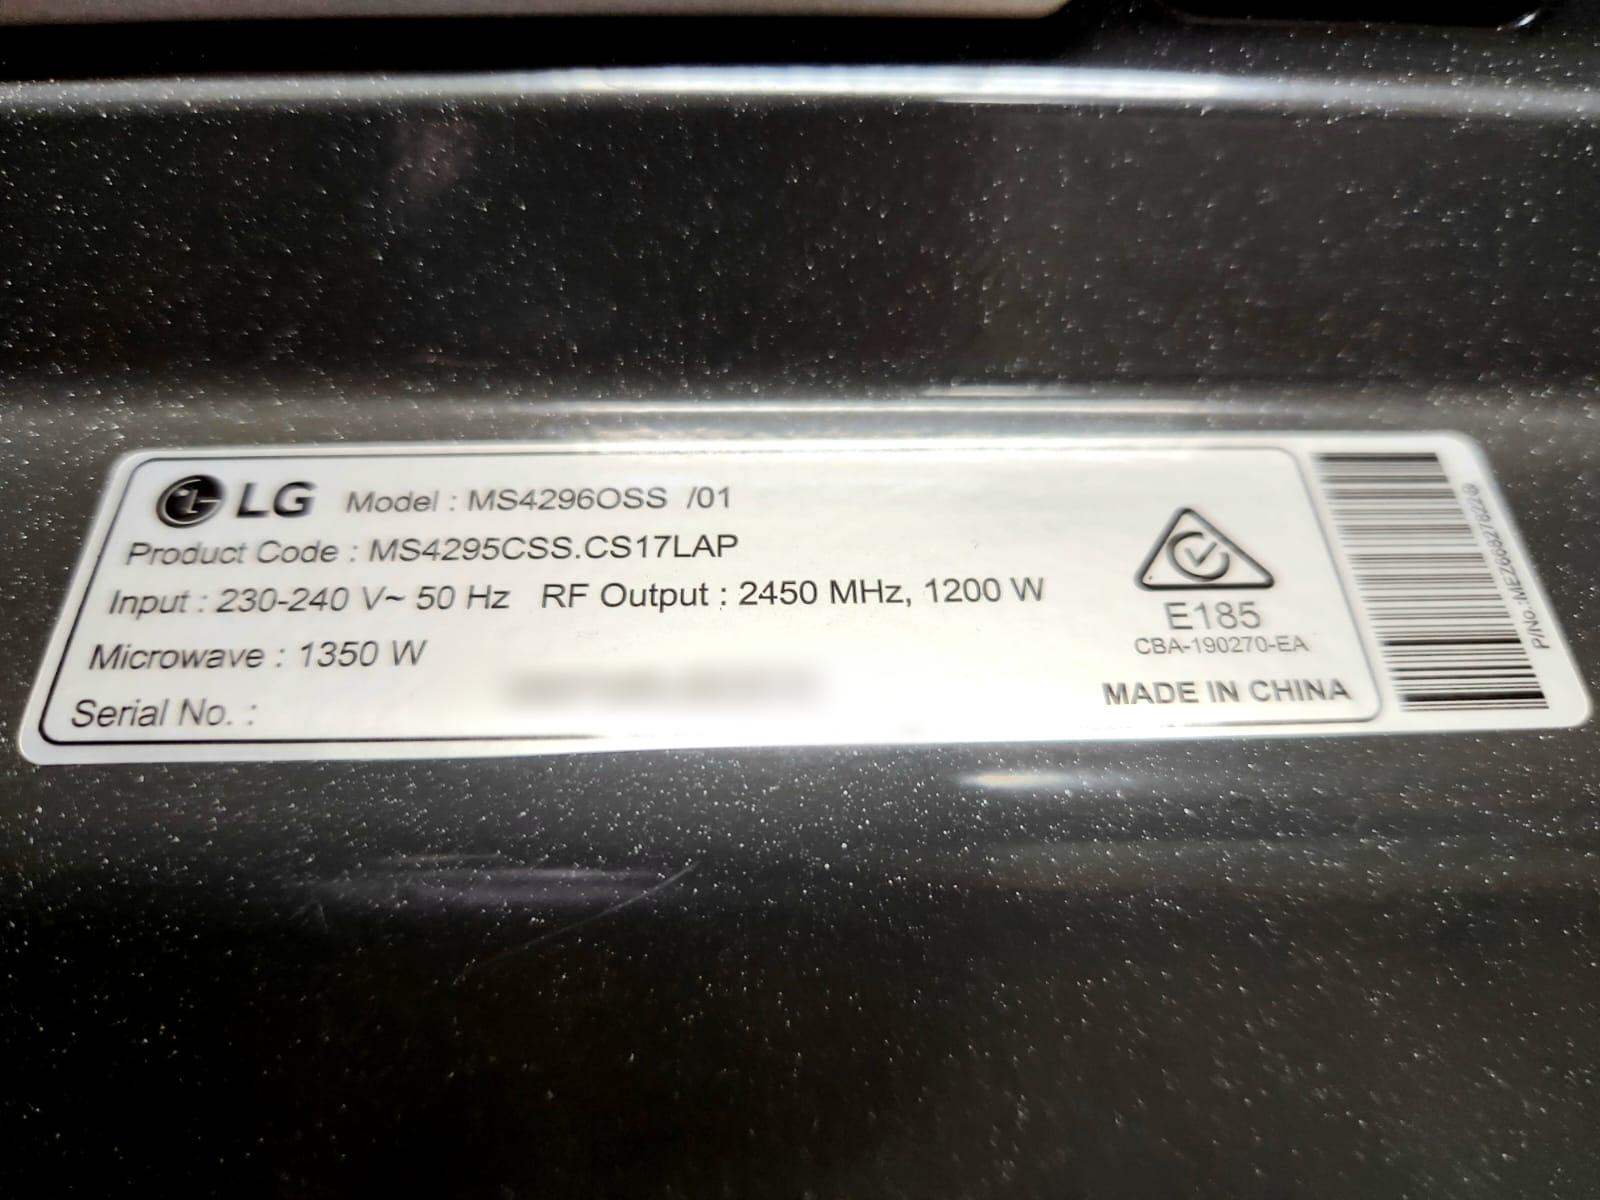 LG Model : MS4296OSS /01
Product Code : MS4295CSS.CS17LAP
Input : 230-240 V~ 50 Hz RF Output : 2450 MHz, 1200 W
Microwave : 1350 W
Serial No. :
E185
CBA-190270-EA
MADE IN CHINA
P/No.: